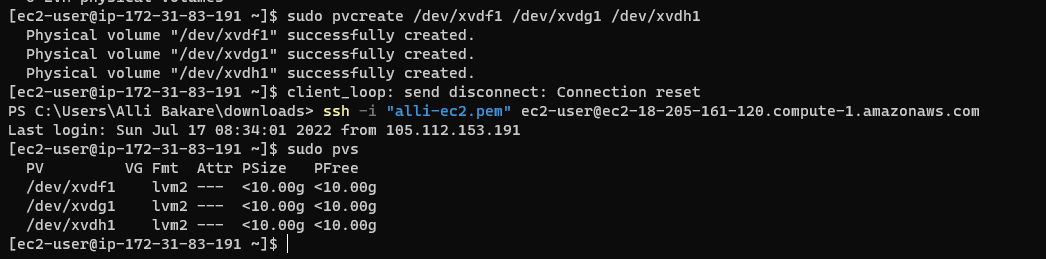 [ec2-user@ip-172-31-83-191 ~]$ sudo pvcreate /dev/xvdf1 /dev/xvdg1 /dev/xvdh1
  Physical volume "/dev/xvdf1" successfully created.
  Physical volume "/dev/xvdg1" successfully created.
  Physical volume "/dev/xvdh1" successfully created.
[ec2-user@ip-172-31-83-191 ~]$ client_loop: send disconnect: Connection reset
PS C:\Users\Alli Bakare\downloads> ssh -i "alli-ec2.pem" ec2-user@ec2-18-205-161-120.compute-1.amazonaws.com
Last login: Sun Jul 17 08:34:01 2022 from 105.112.153.191
[ec2-user@ip-172-31-83-191 ~]$ sudo pvs
  PV         VG Fmt  Attr PSize   PFree
  /dev/xvdf1    lvm2 ---  <10.00g <10.00g
  /dev/xvdg1    lvm2 ---  <10.00g <10.00g
  /dev/xvdh1    lvm2 ---  <10.00g <10.00g
[ec2-user@ip-172-31-83-191 ~]$